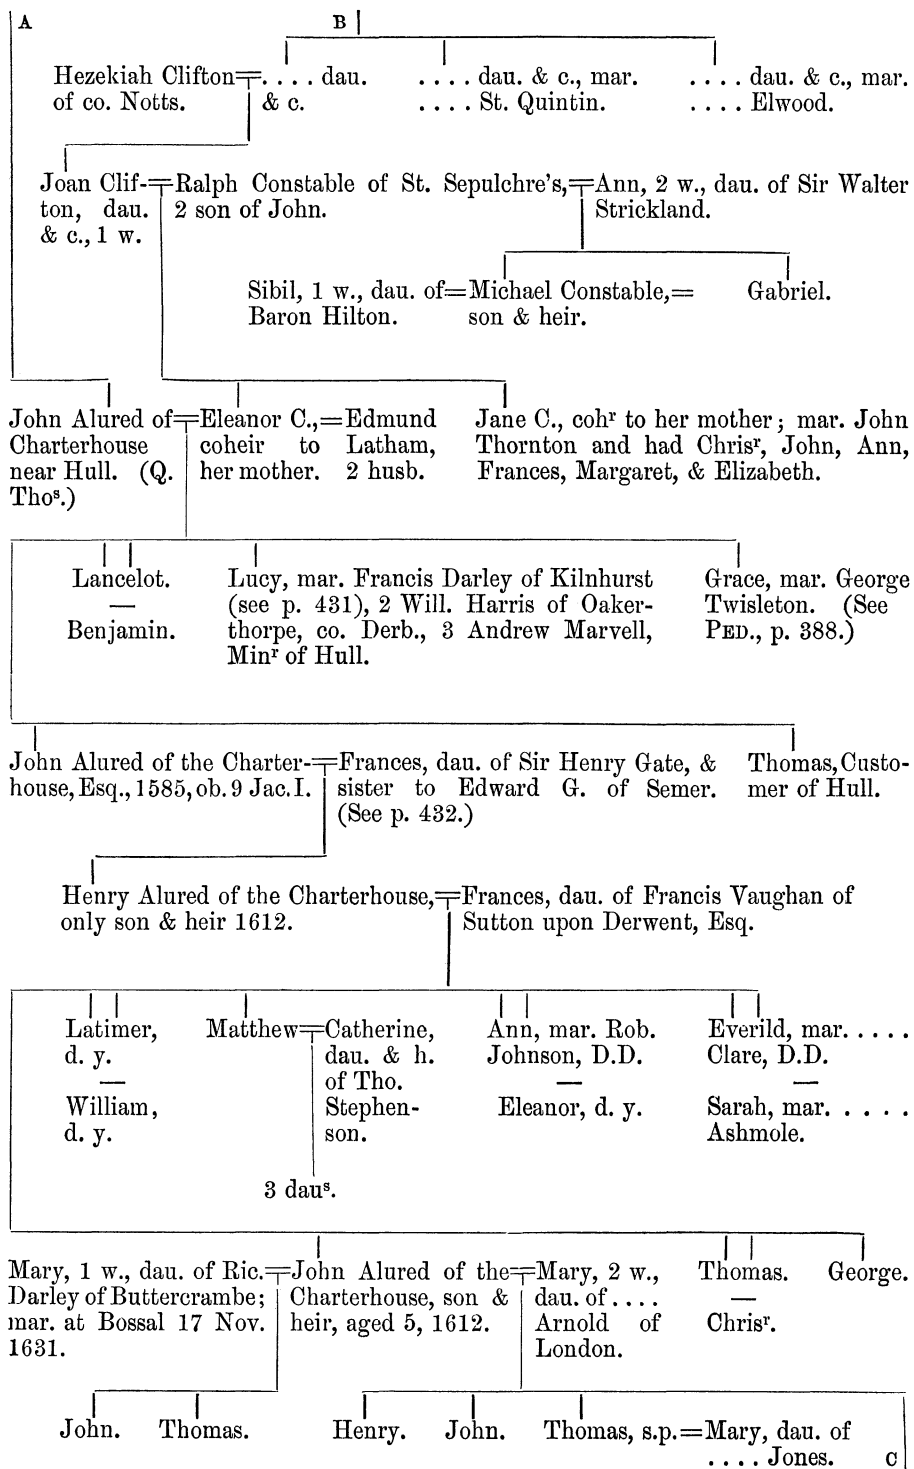 A B
Hezekiah Clifton=. . . . dau. . . . . dau. & c., mar. . . . . dau. & c., mar.
of co. Notts. & c. . . . . St. Quintin. . . . . Elwood.
Joan Clif-=Ralph Constable of St. Sepulchre's,=Ann, 2 w., dau. of Sir Walter
ton, dau. 2 son of John. Strickland.
& c., 1 w.
Sibil, 1 w., dau. of=Michael Constable,= Gabriel.
Baron Hilton. son & heir.
John Alured of=Eleanor C.,=Edmund Jane C., cohʳ to her mother; mar. John
Charterhouse coheir to Latham, Thornton and had Chrisʳ, John, Ann,
near Hull. (Q. her mother. 2 husb. Frances, Margaret, & Elizabeth.
Thoˢ.)
Lancelot. Lucy, mar. Francis Darley of Kilnhurst Grace, mar. George
— (see p. 431), 2 Will. Harris of Oaker- Twisleton. (See
Benjamin. thorpe, co. Derb., 3 Andrew Marvell, PED., p. 388.)
Minʳ of Hull.
John Alured of the Charter-=Frances, dau. of Sir Henry Gate, & Thomas, Custo-
house, Esq., 1585, ob. 9 Jac. I. sister to Edward G. of Semer. mer of Hull.
(See p. 432.)
Henry Alured of the Charterhouse,=Frances, dau. of Francis Vaughan of
only son & heir 1612. Sutton upon Derwent, Esq.
Latimer, Matthew=Catherine, Ann, mar. Rob. Everild, mar. . . . .
d. y. dau. & h. Johnson, D.D. Clare, D.D.
— of Tho. — —
William, Stephen- Eleanor, d. y. Sarah, mar. . . . .
d. y. son. Ashmole.
3 dauˢ.
Mary, 1 w., dau. of Ric.=John Alured of the=Mary, 2 w., Thomas. George.
Darley of Buttercrambe; Charterhouse, son & dau. of . . . . —
mar. at Bossal 17 Nov. heir, aged 5, 1612. Arnold of Chrisʳ.
1631. London.
John. Thomas. Henry. John. Thomas, s.p.=Mary, dau. of
. . . . Jones. C